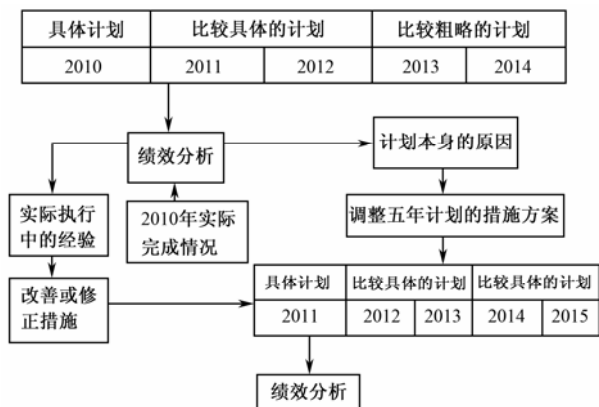 具体计划 比较具体的计划 比较粗略的计划
2010 2011 2012 2013 2014
绩效分析
计划本身的原因
实际执行
中的经验
2010年实际
完成情况
调整五年计划的措施方案
改善或修
正措施
具体计划 比较具体的计划 比较具体的计划
2011 2012 2013 2014 2015
绩效分析